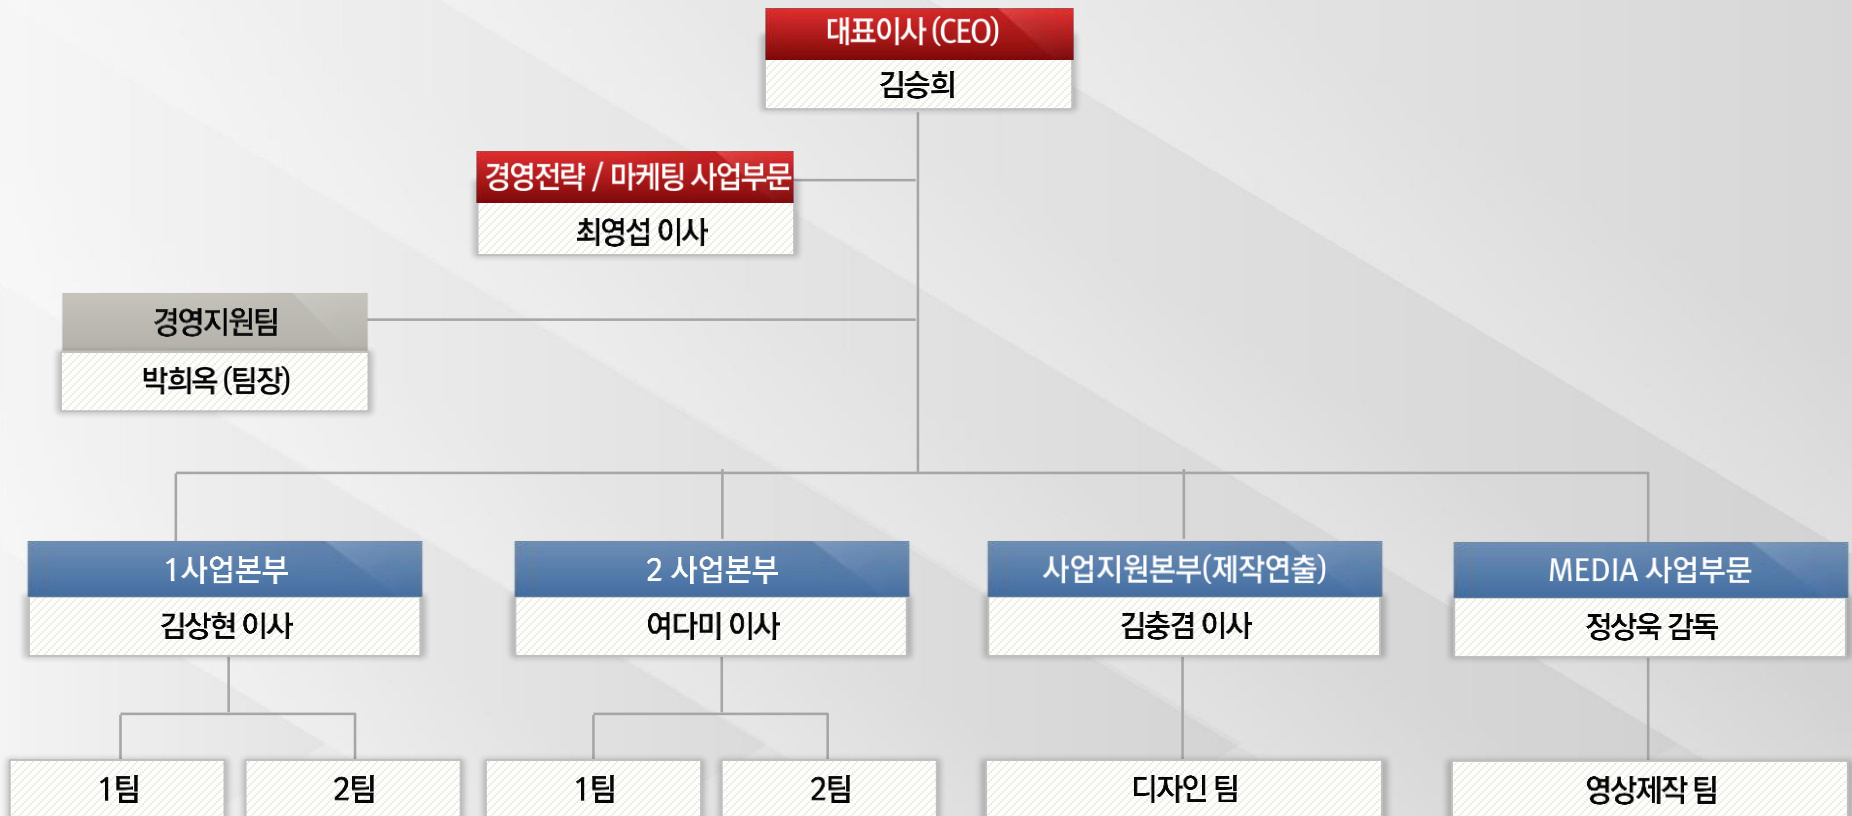 대표이사 (CEO)
김승희
경영전략 / 마케팅 사업부문
최영섭 이사
경영지원팀
박희옥 (팀장)
1사업본부
김상현 이사
2 사업본부
여다미 이사
사업지원본부(제작연출)
김충겸 이사
MEDIA 사업부문
정상욱 감독
1팀
2팀
1팀
2팀
디자인 팀
영상제작 팀